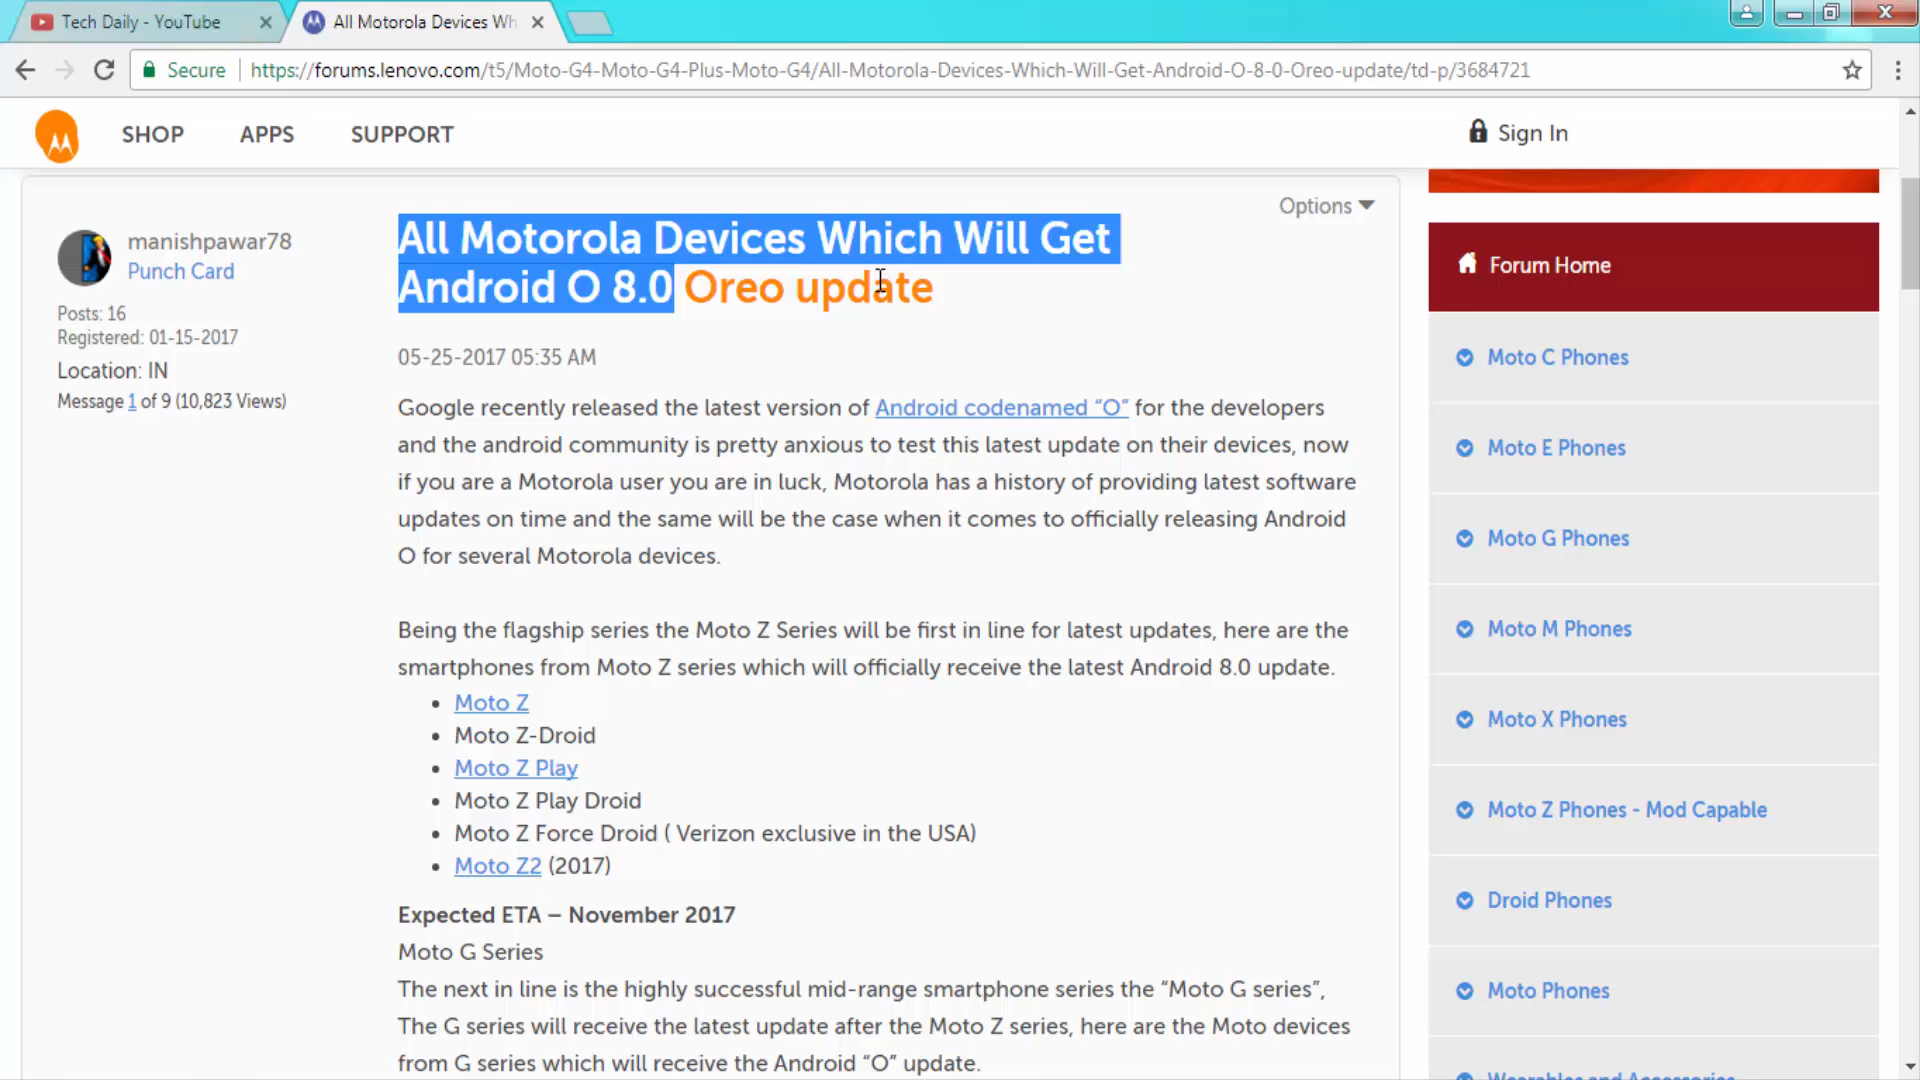 Tech Daily - YouTube
All Motorola Devices Wh
Secure
https://forums.lenovo.com/t5/Moto-G4-Moto-G4-Plus-Moto-G4/All-Motorola-Devices-Which-Will-Get-Android-O-8-0-Oreo-update/td-p/3684721
SHOP
APPS
SUPPORT
Sign In
Options
manishpawar78
Punch Card
Posts: 16
Registered: 01-15-2017
Location: IN
Message 1 of 9 (10,823 Views)
All Motorola Devices Which Will Get
Android O 8.0 Oreo update
05-25-2017 05:35 AM
Google recently released the latest version of Android codenamed “O” for the developers
and the android community is pretty anxious to test this latest update on their devices, now
if you are a Motorola user you are in luck, Motorola has a history of providing latest software
updates on time and the same will be the case when it comes to officially releasing Android
O for several Motorola devices.
Being the flagship series the Moto Z Series will be first in line for latest updates, here are the
smartphones from Moto Z series which will officially receive the latest Android 8.0 update.
• Moto Z
• Moto Z-Droid
• Moto Z Play
• Moto Z Play Droid
• Moto Z Force Droid ( Verizon exclusive in the USA)
• Moto Z2 (2017)
Expected ETA – November 2017
Moto G Series
The next in line is the highly successful mid-range smartphone series the “Moto G series”,
The G series will receive the latest update after the Moto Z series, here are the Moto devices
from G series which will receive the Android “O” update.
Forum Home
Moto C Phones
Moto E Phones
Moto G Phones
Moto M Phones
Moto X Phones
Moto Z Phones - Mod Capable
Droid Phones
Moto Phones
Wearables and Accessories